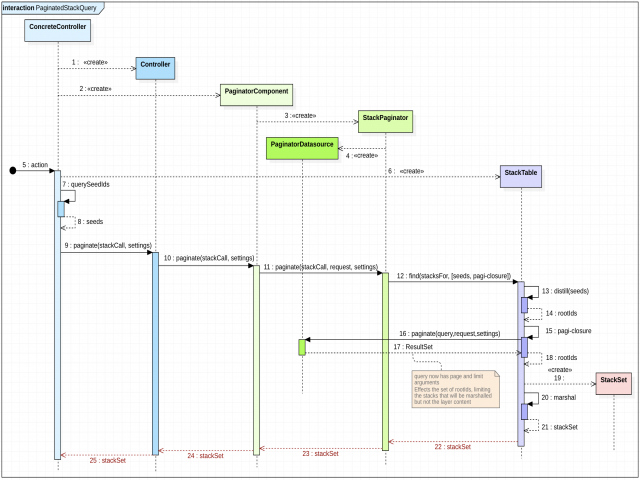 interaction PaginatedStackQuery
ConcreteController
1 : «create»
Controller
2 : «create»
PaginatorComponent
3 : «create»
StackPaginator
PaginatorDatasource
4 : «create»
5 : action
6 : «create»
StackTable
7 : querySeedIds
8 : seeds
9 : paginate(stackCall, settings)
10 : paginate(stackCall, settings)
11 : paginate(stackCall, request, settings)
12 : find(stacksFor, [seeds, pagi-closure])
13 : distill(seeds)
14 : rootIds
15 : pagi-closure
16 : paginate(query,request,settings)
17 : ResultSet
18 : rootIds
«create»
19 :
StackSet
query now has page and limit
arguments
Effects the set of rootIds, limiting
the stacks that will be marshalled
but not the layer content
20 : marshal
21 : stackSet
22 : stackSet
23 : stackSet
24 : stackSet
25 : stackSet